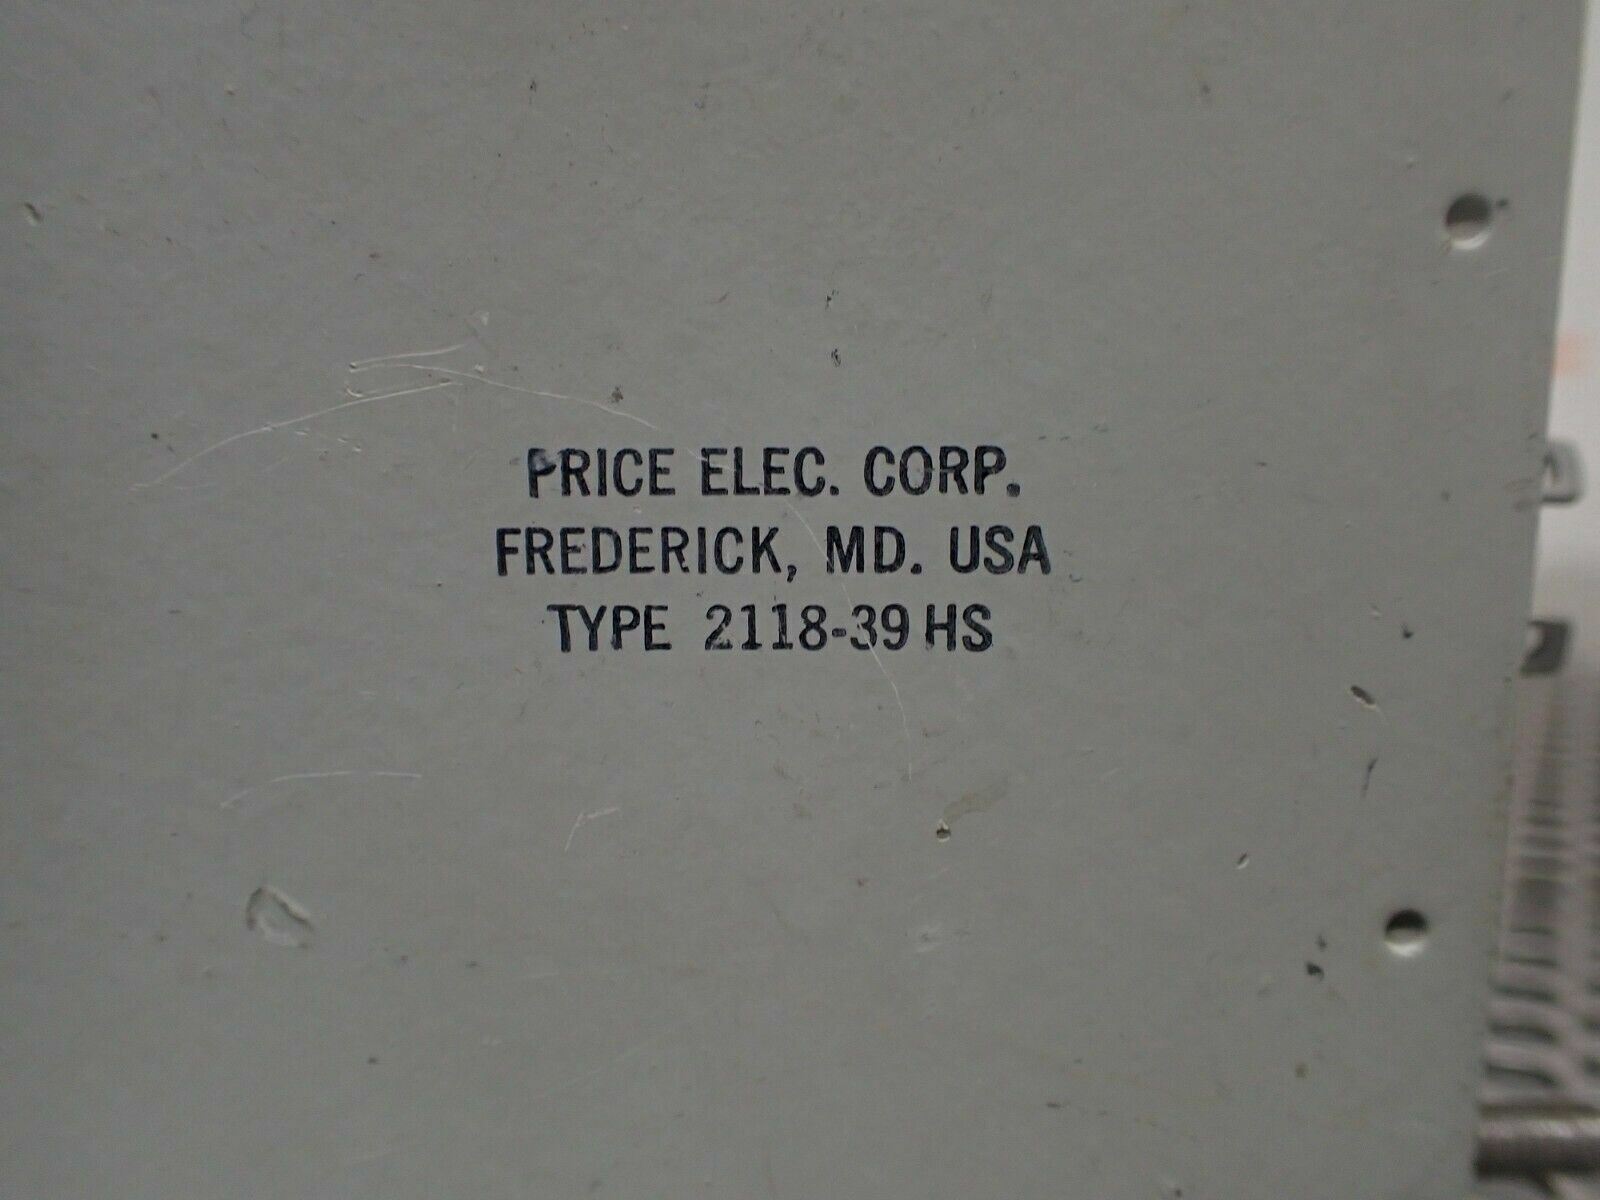 PRICE ELEC. CORP.
FREDERICK, MD. USA
TYPE 2118-39 HS